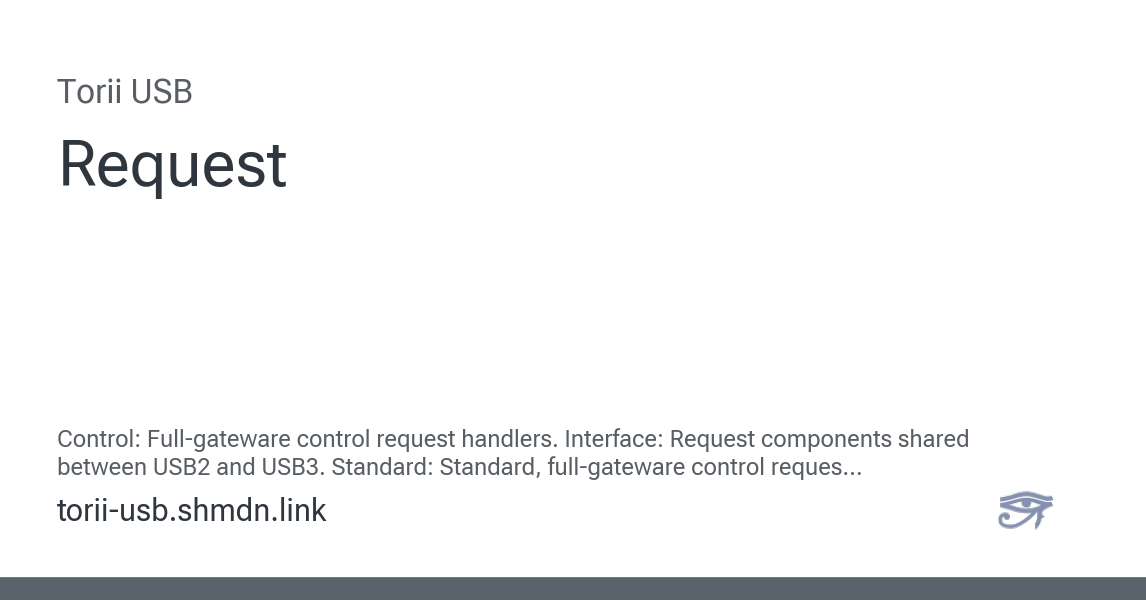 Torii USB
Request
Control: Full-gateware control request handlers. Interface: Request components shared
between USB2 and USB3. Standard: Standard, full-gateware control reques...
torii-usb.shmdn.link